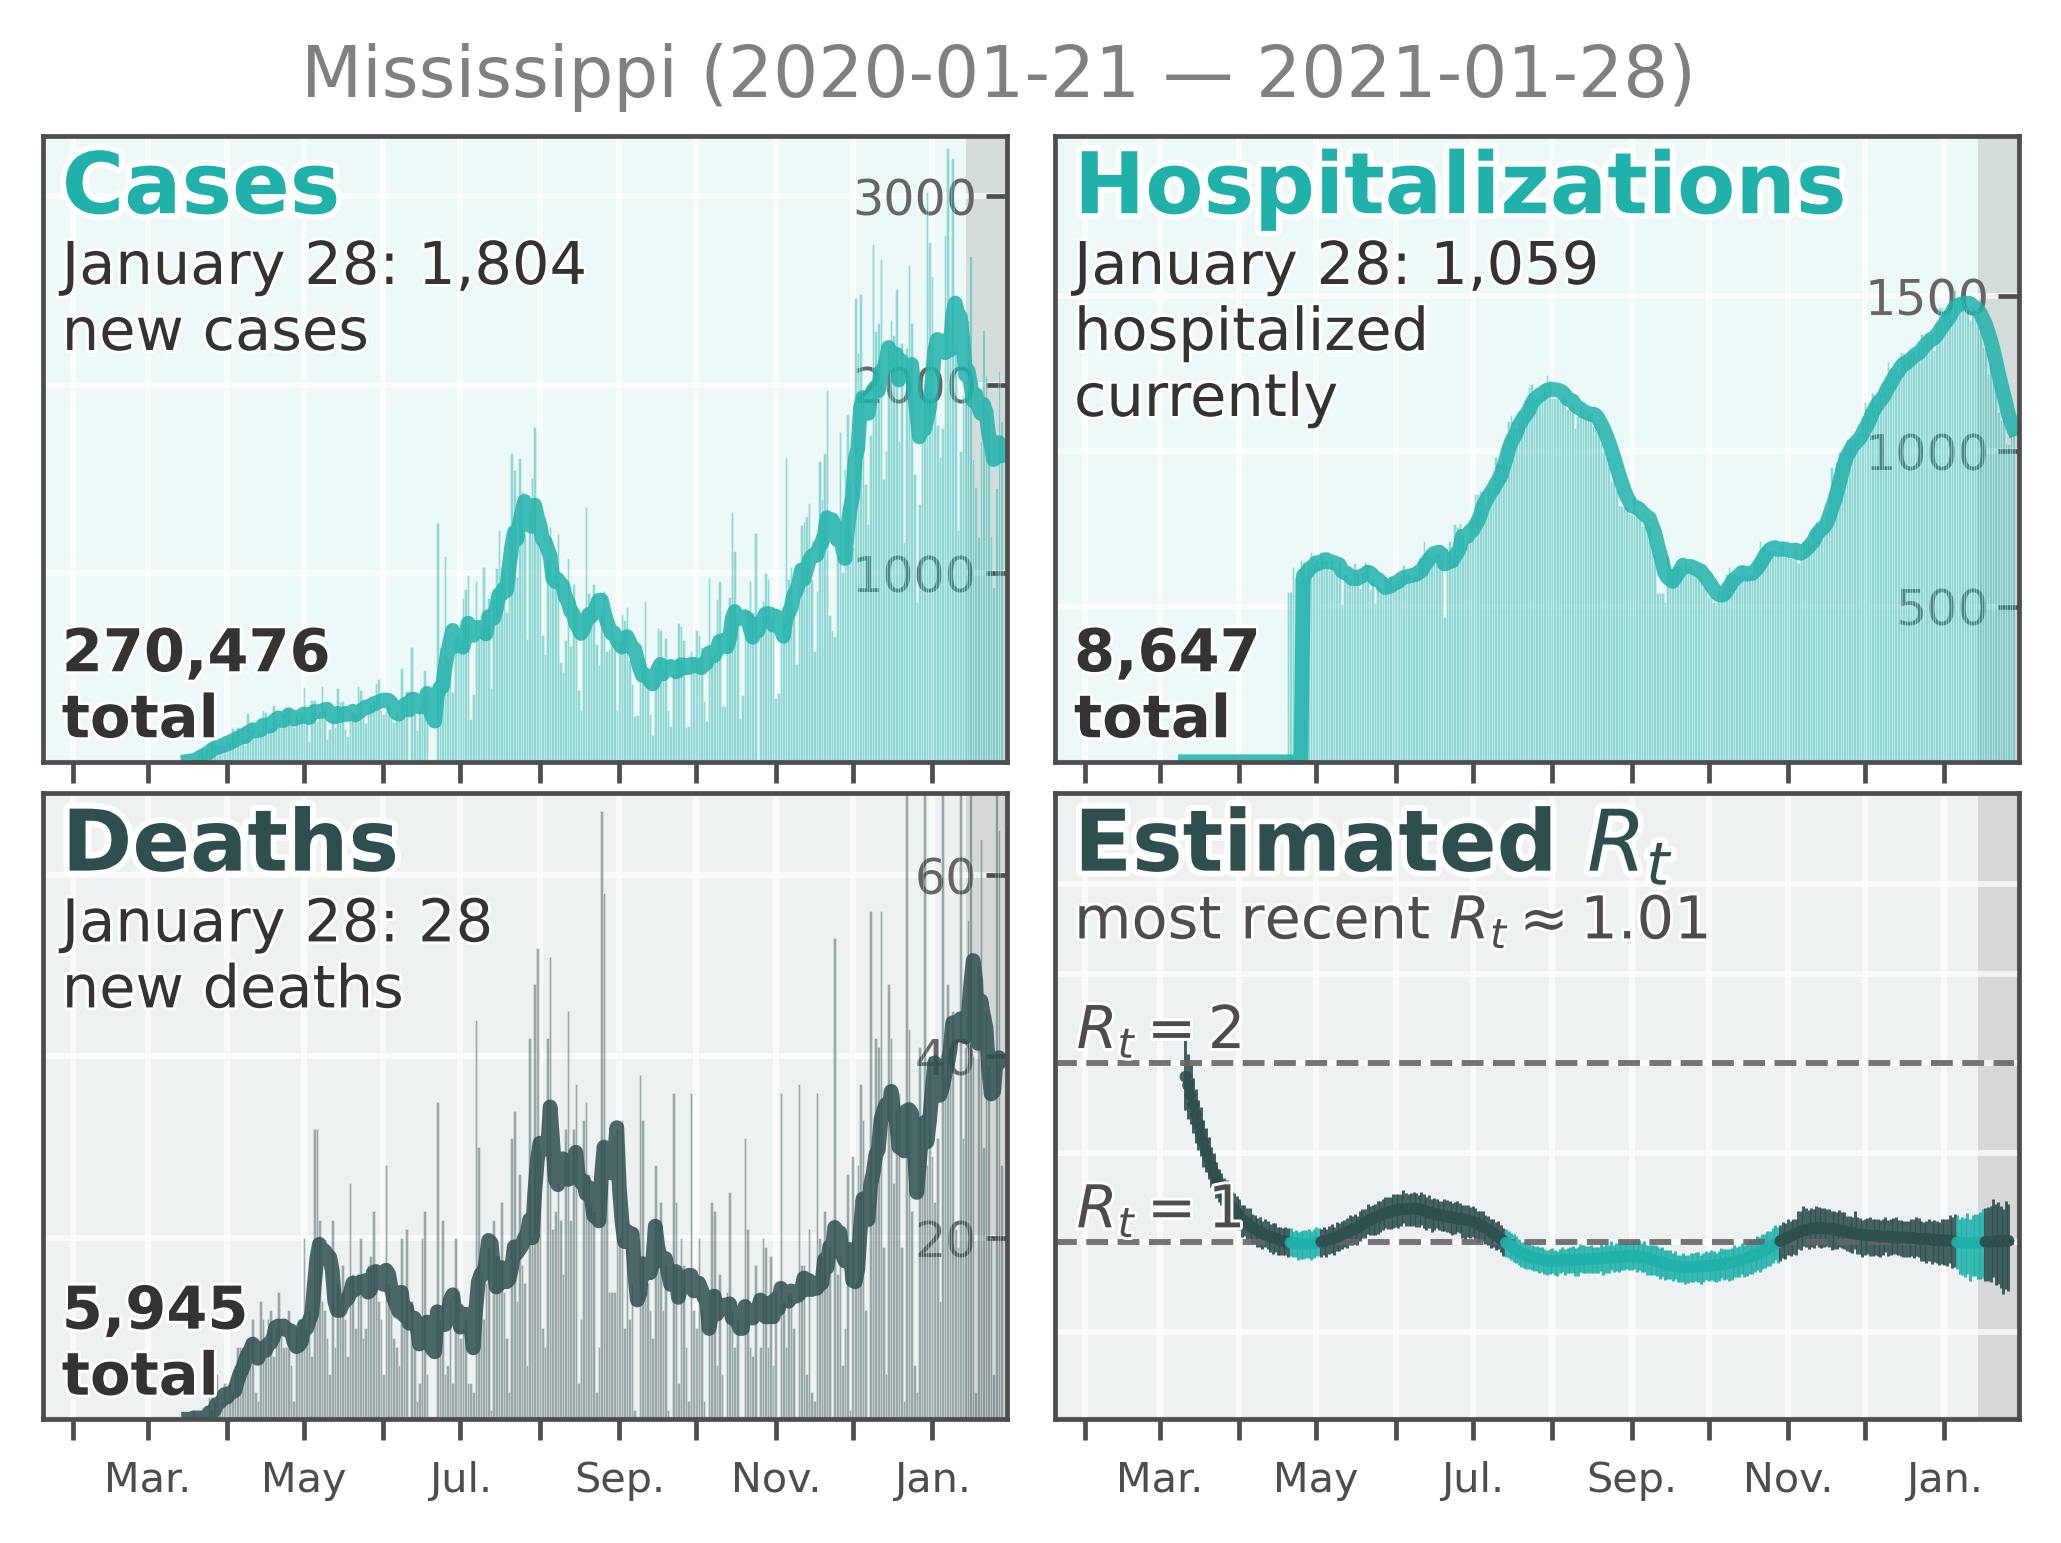 Mississippi (2020-01-21 — 2021-01-28)
Cases
January 28: 1,804
new cases
270,476
total
3000
2000
1000
Hospitalizations
January 28: 1,059
hospitalized
currently
8,647
total
1500
1000
500
Deaths
January 28: 28
new deaths
5,945
total
60
40
20
Mar. May Jul. Sep. Nov. Jan.
Estimated Rₜ
most recent Rₜ ≈ 1.01
Rₜ = 2
Rₜ = 1
Mar. May Jul. Sep. Nov. Jan.